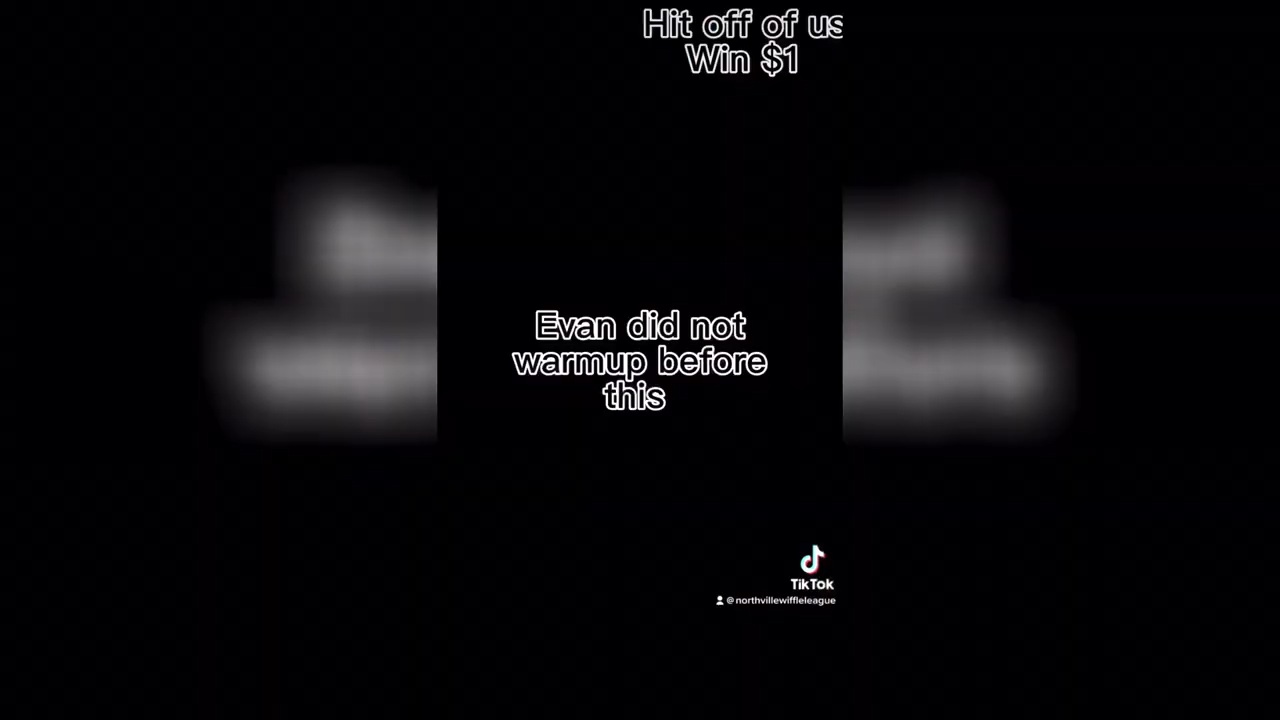 Hit off of us
Win $1
Evan did not
warmup before
this
TikTok
@northvillewiffleleague